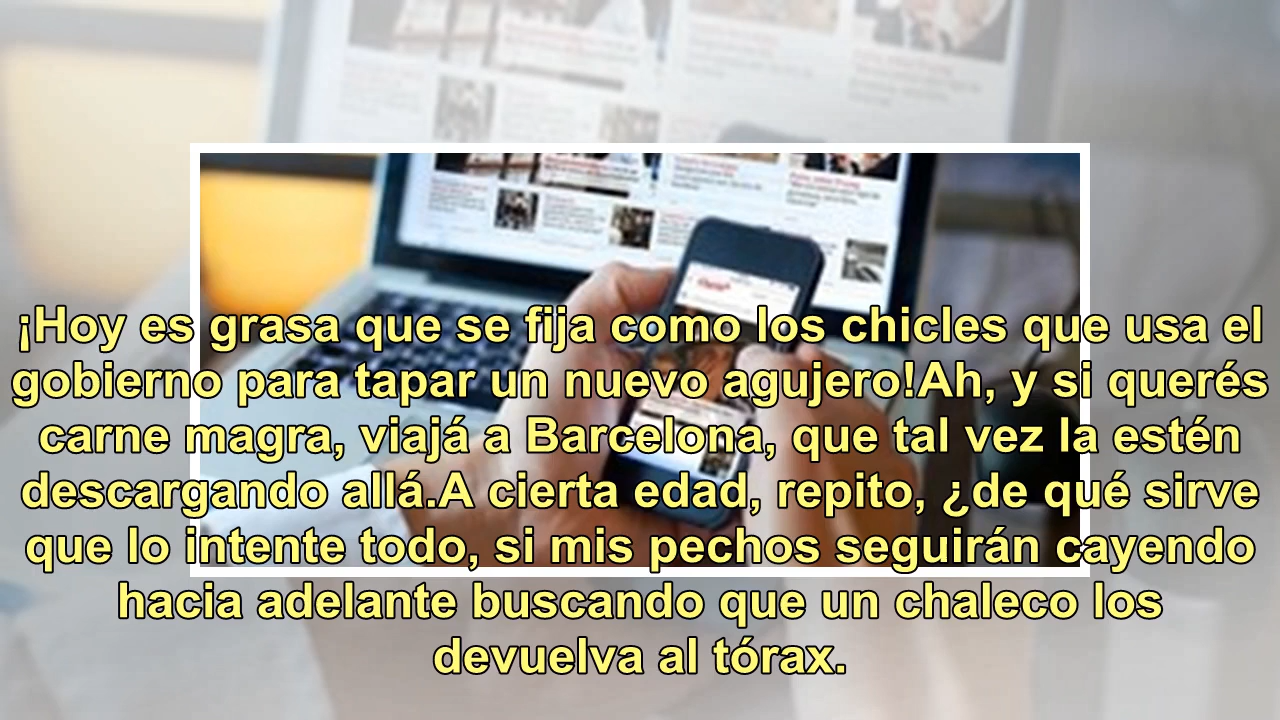 ¡Hoy es grasa que se fija como los chicles que usa el
gobierno para tapar un nuevo agujero!Ah, y si querés
carne magra, viajá a Barcelona, que tal vez la estén
descargando allá.A cierta edad, repito, ¿de qué sirve
que lo intente todo, si mis pechos seguirán cayendo
hacia adelante buscando que un chaleco los
devuelva al tórax.